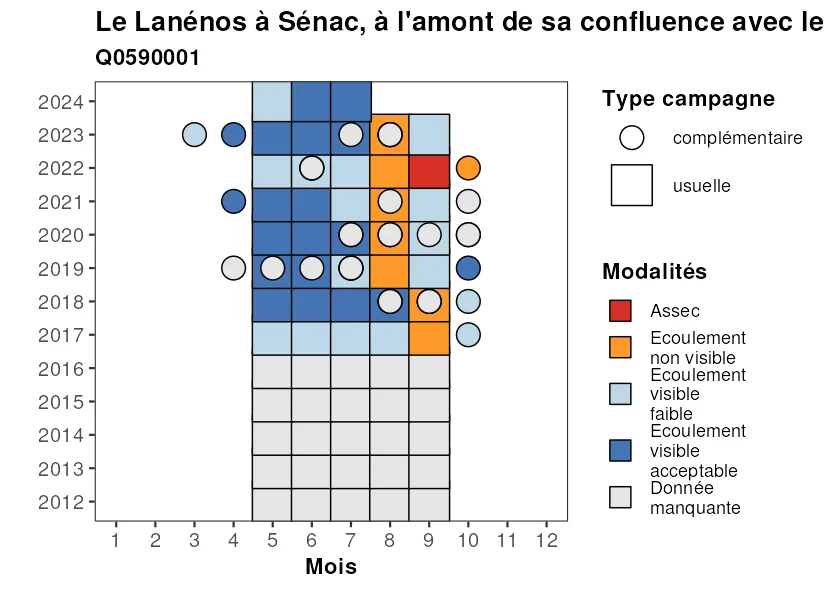 Le Lanénos à Sénac, à l'amont de sa confluence avec le
Q0590001
2024
2023
2022
2021
2020
2019
2018
2017
2016
2015
2014
2013
2012
1 2 3 4 5 6 7 8 9 10 11 12
Mois
Type campagne
complémentaire
usuelle
Modalités
Assec
Ecoulement
non visible
Ecoulement
visible
faible
Ecoulement
visible
acceptable
Donnée
manquante